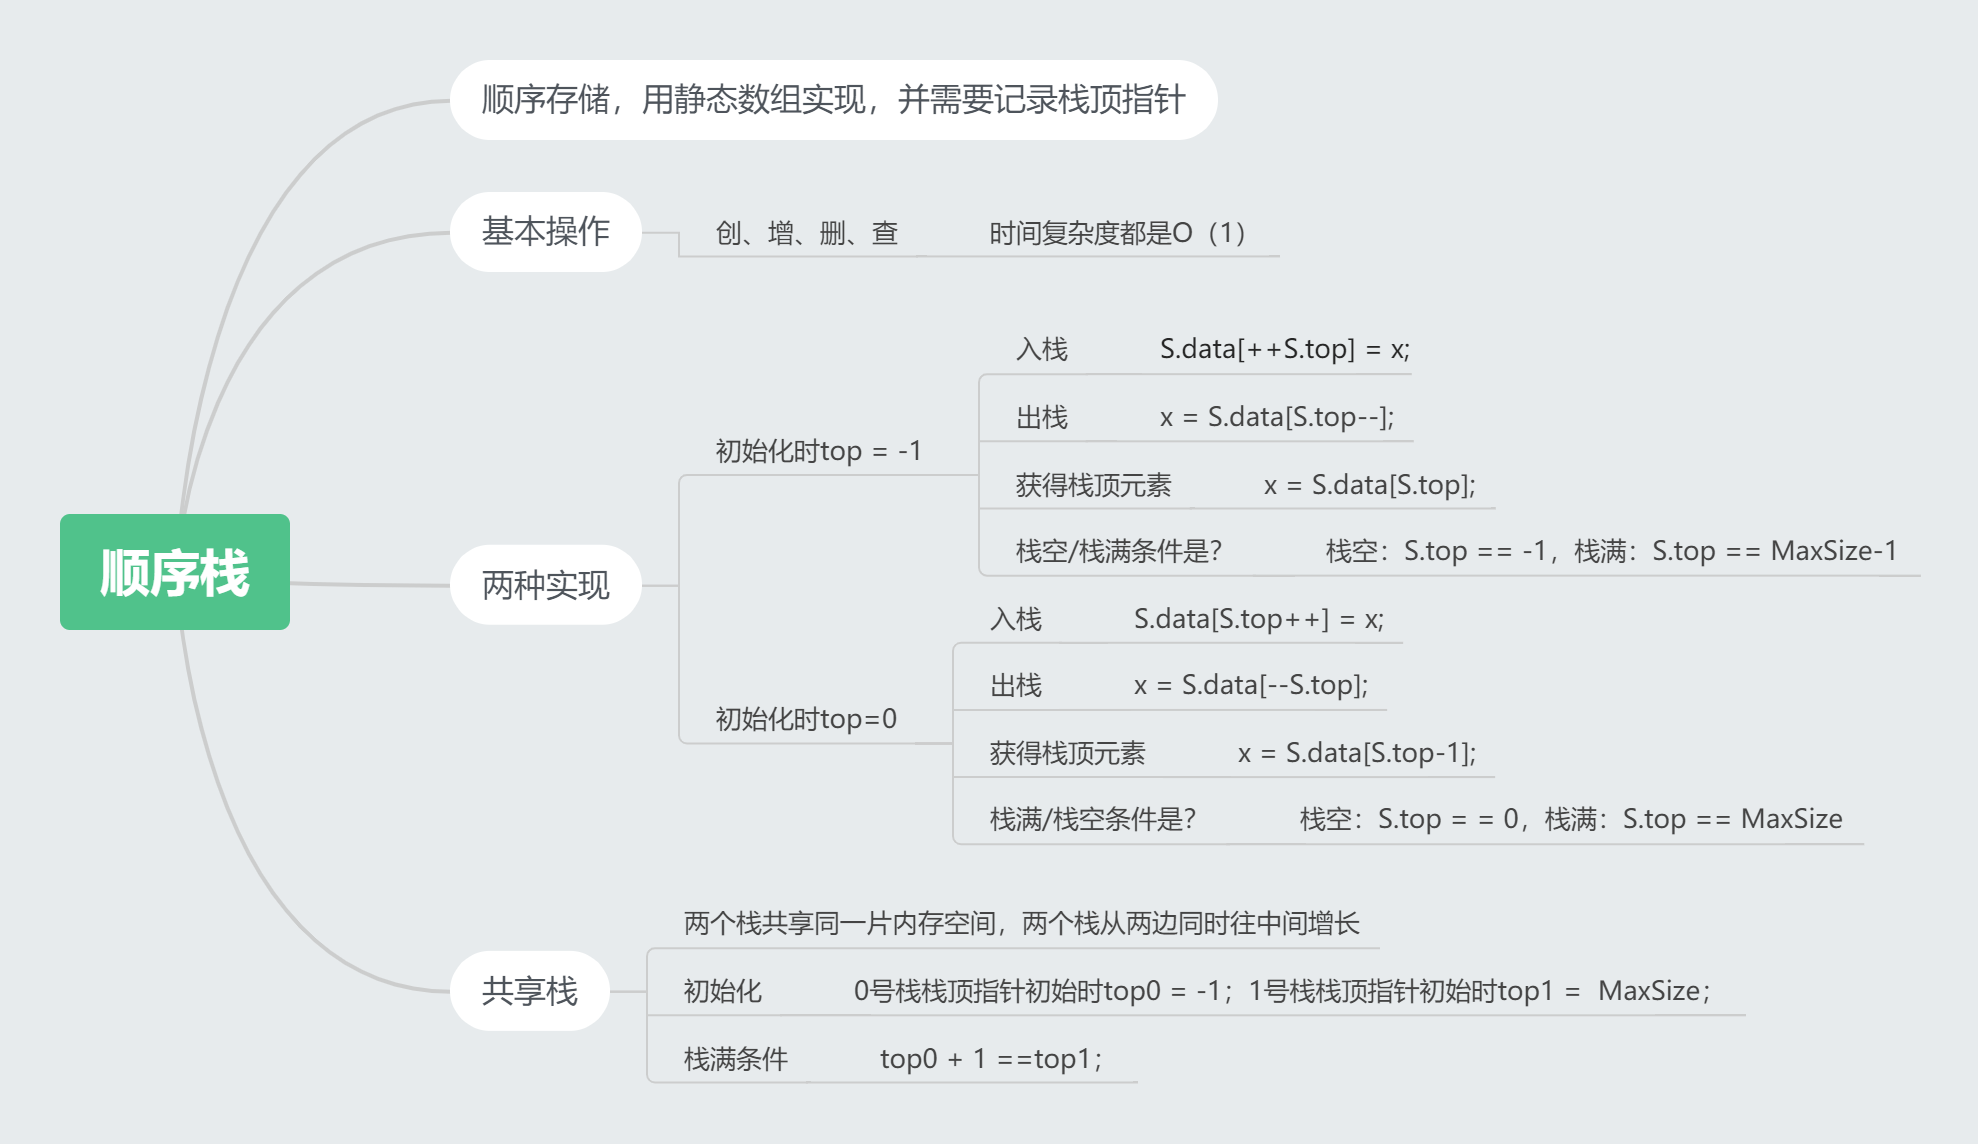 顺序栈
顺序存储，用静态数组实现，并需要记录栈顶指针
基本操作
创、增、删、查
时间复杂度都是O（1）
两种实现
初始化时top = -1
入栈
S.data[++S.top] = x;
出栈
x = S.data[S.top--];
获得栈顶元素
x = S.data[S.top];
栈空/栈满条件是？
栈空：S.top == -1，栈满：S.top == MaxSize-1
初始化时top=0
入栈
S.data[S.top++] = x;
出栈
x = S.data[--S.top];
获得栈顶元素
x = S.data[S.top-1];
栈满/栈空条件是？
栈空：S.top = = 0，栈满：S.top == MaxSize
共享栈
两个栈共享同一片内存空间，两个栈从两边同时往中间增长
初始化
0号栈栈顶指针初始时top0 = -1；1号栈栈顶指针初始时top1 =  MaxSize；
栈满条件
top0 + 1 ==top1；